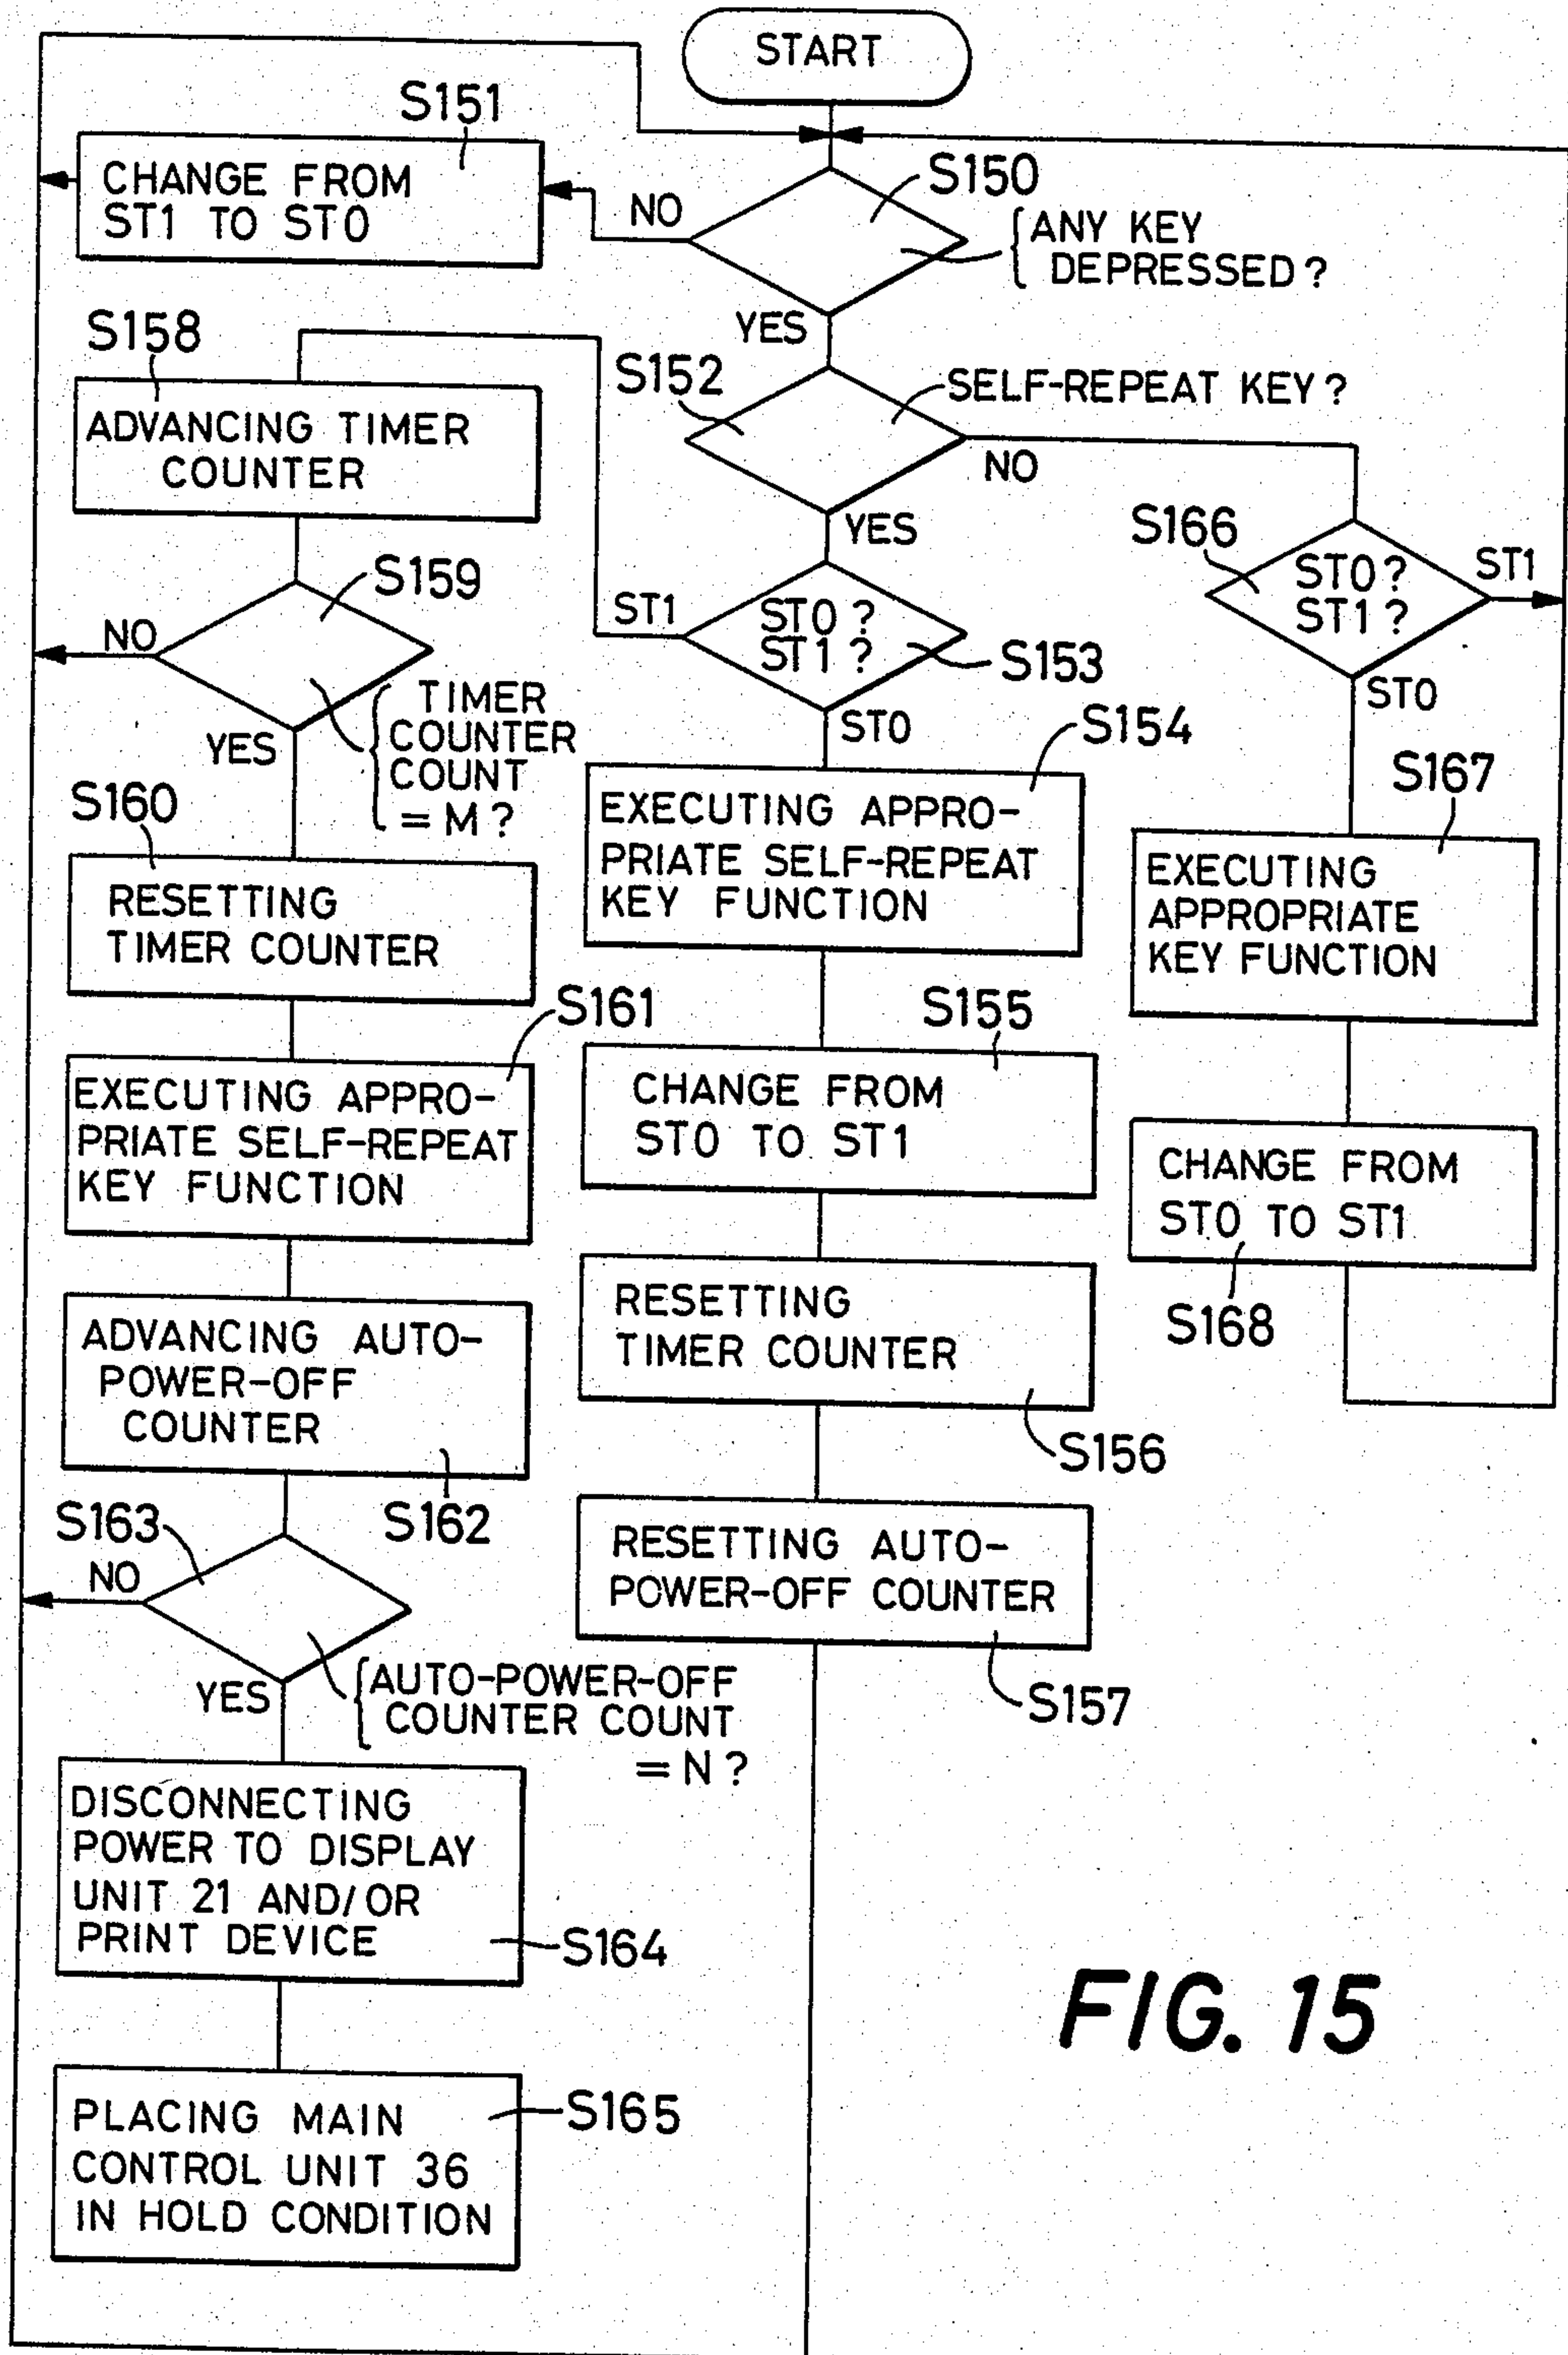 START
S151
CHANGE FROM
ST1 TO ST0
NO
S150
ANY KEY
DEPRESSED?
YES
S158
ADVANCING TIMER
COUNTER
S152
SELF-REPEAT KEY?
NO
YES
S159
NO
TIMER
COUNTER
COUNT
= M?
YES
ST1
ST0?
ST1?
S153
ST0
S166
ST0?
ST1?
ST1
ST0
S160
RESETTING
TIMER COUNTER
S154
EXECUTING APPRO-
PRIATE SELF-REPEAT
KEY FUNCTION
S167
EXECUTING
APPROPRIATE
KEY FUNCTION
S161
EXECUTING APPRO-
PRIATE SELF-REPEAT
KEY FUNCTION
S155
CHANGE FROM
ST0 TO ST1
CHANGE FROM
ST0 TO ST1
S168
ADVANCING AUTO-
POWER-OFF
COUNTER
S162
RESETTING
TIMER COUNTER
S156
S163
NO
AUTO-POWER-OFF
COUNTER COUNT
= N?
YES
RESETTING AUTO-
POWER-OFF COUNTER
S157
DISCONNECTING
POWER TO DISPLAY
UNIT 21 AND/OR
PRINT DEVICE
S164
PLACING MAIN
CONTROL UNIT 36
IN HOLD CONDITION
S165
FIG. 15